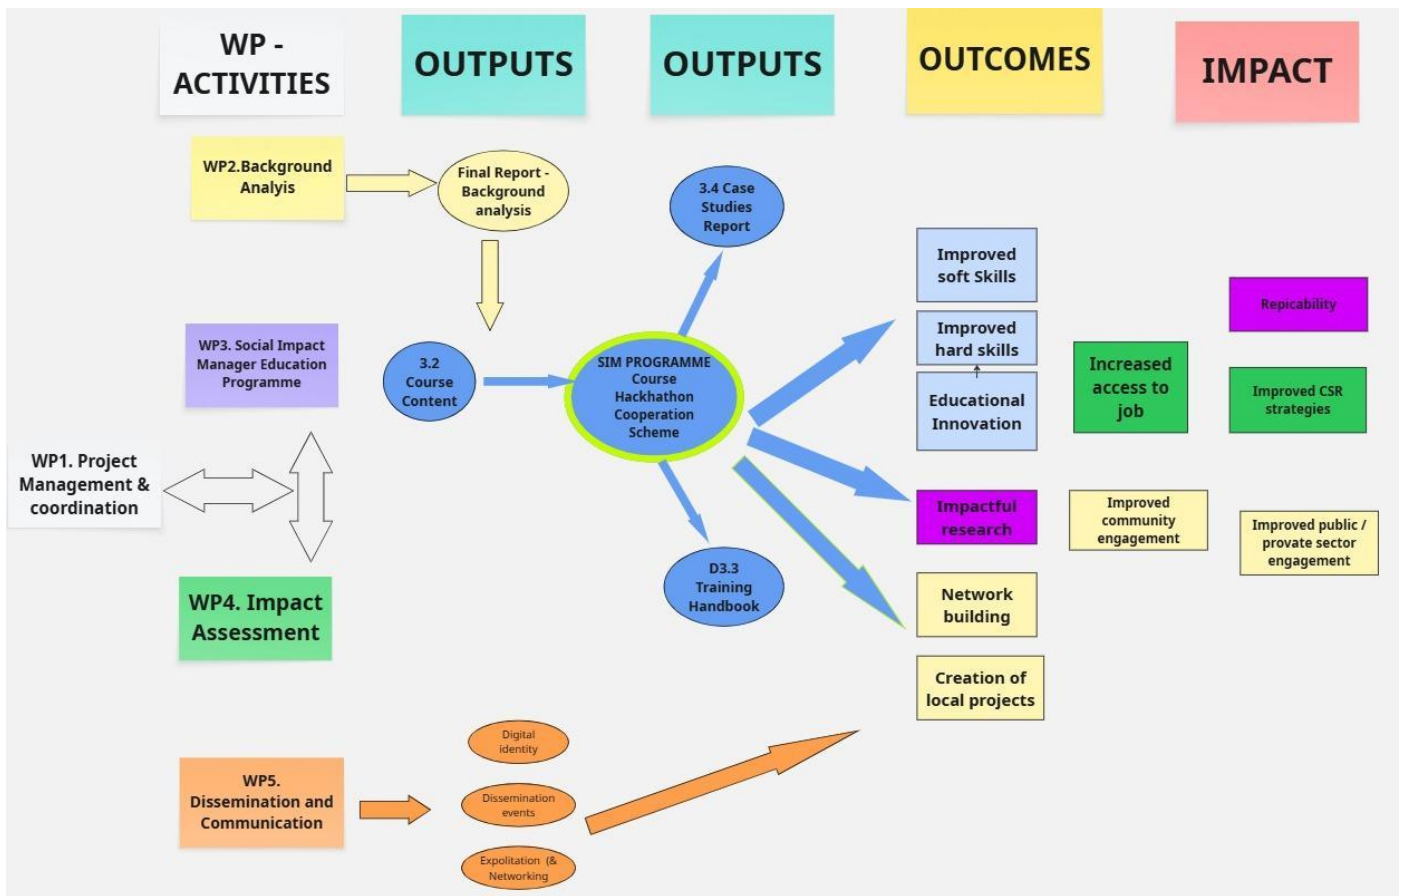 WP -
ACTIVITIES
OUTPUTS
OUTPUTS
OUTCOMES
IMPACT
WP2.Background
Analyis
Final Report -
Background
analysis
3.4 Case
Studies
Report
Improved
soft Skills
Repicability
WP3. Social Impact
Manager Education
Programme
3.2
Course
Content
SIM PROGRAMME
Course
Hackhathon
Cooperation
Scheme
Improved
hard skills
Educational
Innovation
Increased
access to
job
Improved CSR
strategies
WP1. Project
Management &
coordination
Impactful
research
Improved
community
engagement
Improved public /
provate sector
engagement
WP4. Impact
Assessment
D3.3
Training
Handbook
Network
building
Creation of
local projects
Digital
identity
WP5.
Dissemination and
Communication
Dissemination
events
Expolitation (&
Networking